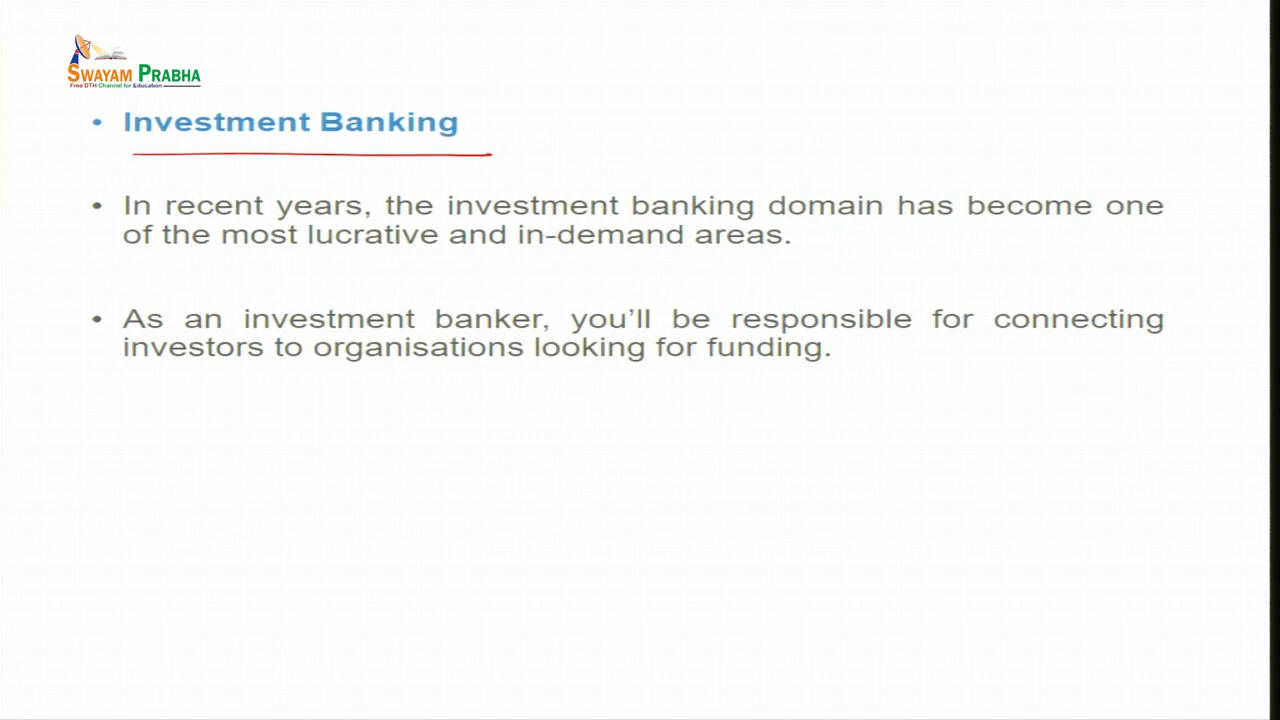 SWAYAM PRABHA
Free DTH Channel for Education
• Investment Banking
• In recent years, the investment banking domain has become one
of the most lucrative and in-demand areas.
• As an investment banker, you’ll be responsible for connecting
investors to organisations looking for funding.